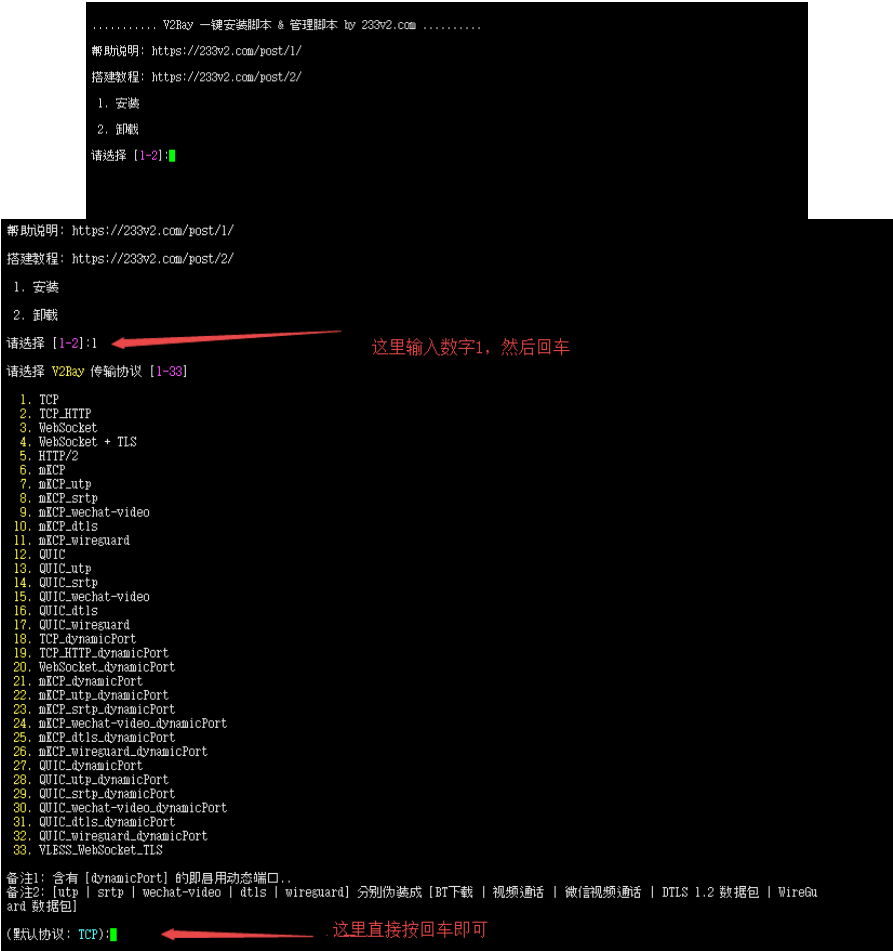 ........... V2Ray 一键安装脚本 & 管理脚本 by 233v2.com ..........
帮助说明: https://233v2.com/post/1/
搭建教程: https://233v2.com/post/2/
1. 安装
2. 卸载
请选择 [1-2]:
帮助说明: https://233v2.com/post/1/
搭建教程: https://233v2.com/post/2/
1. 安装
2. 卸载
请选择 [1-2]:1
这里输入数字1，然后回车
请选择 V2Ray 传输协议 [1-33]
1. TCP
2. TCP_HTTP
3. WebSocket
4. WebSocket + TLS
5. HTTP/2
6. mKCP
7. mKCP_utp
8. mKCP_srtp
9. mKCP_wechat-video
10. mKCP_dtls
11. mKCP_wireguard
12. QUIC
13. QUIC_utp
14. QUIC_srtp
15. QUIC_wechat-video
16. QUIC_dtls
17. QUIC_wireguard
18. TCP_dynamicPort
19. TCP_HTTP_dynamicPort
20. WebSocket_dynamicPort
21. mKCP_dynamicPort
22. mKCP_utp_dynamicPort
23. mKCP_srtp_dynamicPort
24. mKCP_wechat-video_dynamicPort
25. mKCP_dtls_dynamicPort
26. mKCP_wireguard_dynamicPort
27. QUIC_dynamicPort
28. QUIC_utp_dynamicPort
29. QUIC_srtp_dynamicPort
30. QUIC_wechat-video_dynamicPort
31. QUIC_dtls_dynamicPort
32. QUIC_wireguard_dynamicPort
33. VLESS_WebSocket_TLS
备注1: 含有 [dynamicPort] 的即启用动态端口..
备注2: [utp | srtp | wechat-video | dtls | wireguard] 分别伪装成 [BT下载 | 视频通话 | 微信视频通话 | DTLS 1.2 数据包 | WireGu
ard 数据包]
(默认协议: TCP):
这里直接按回车即可